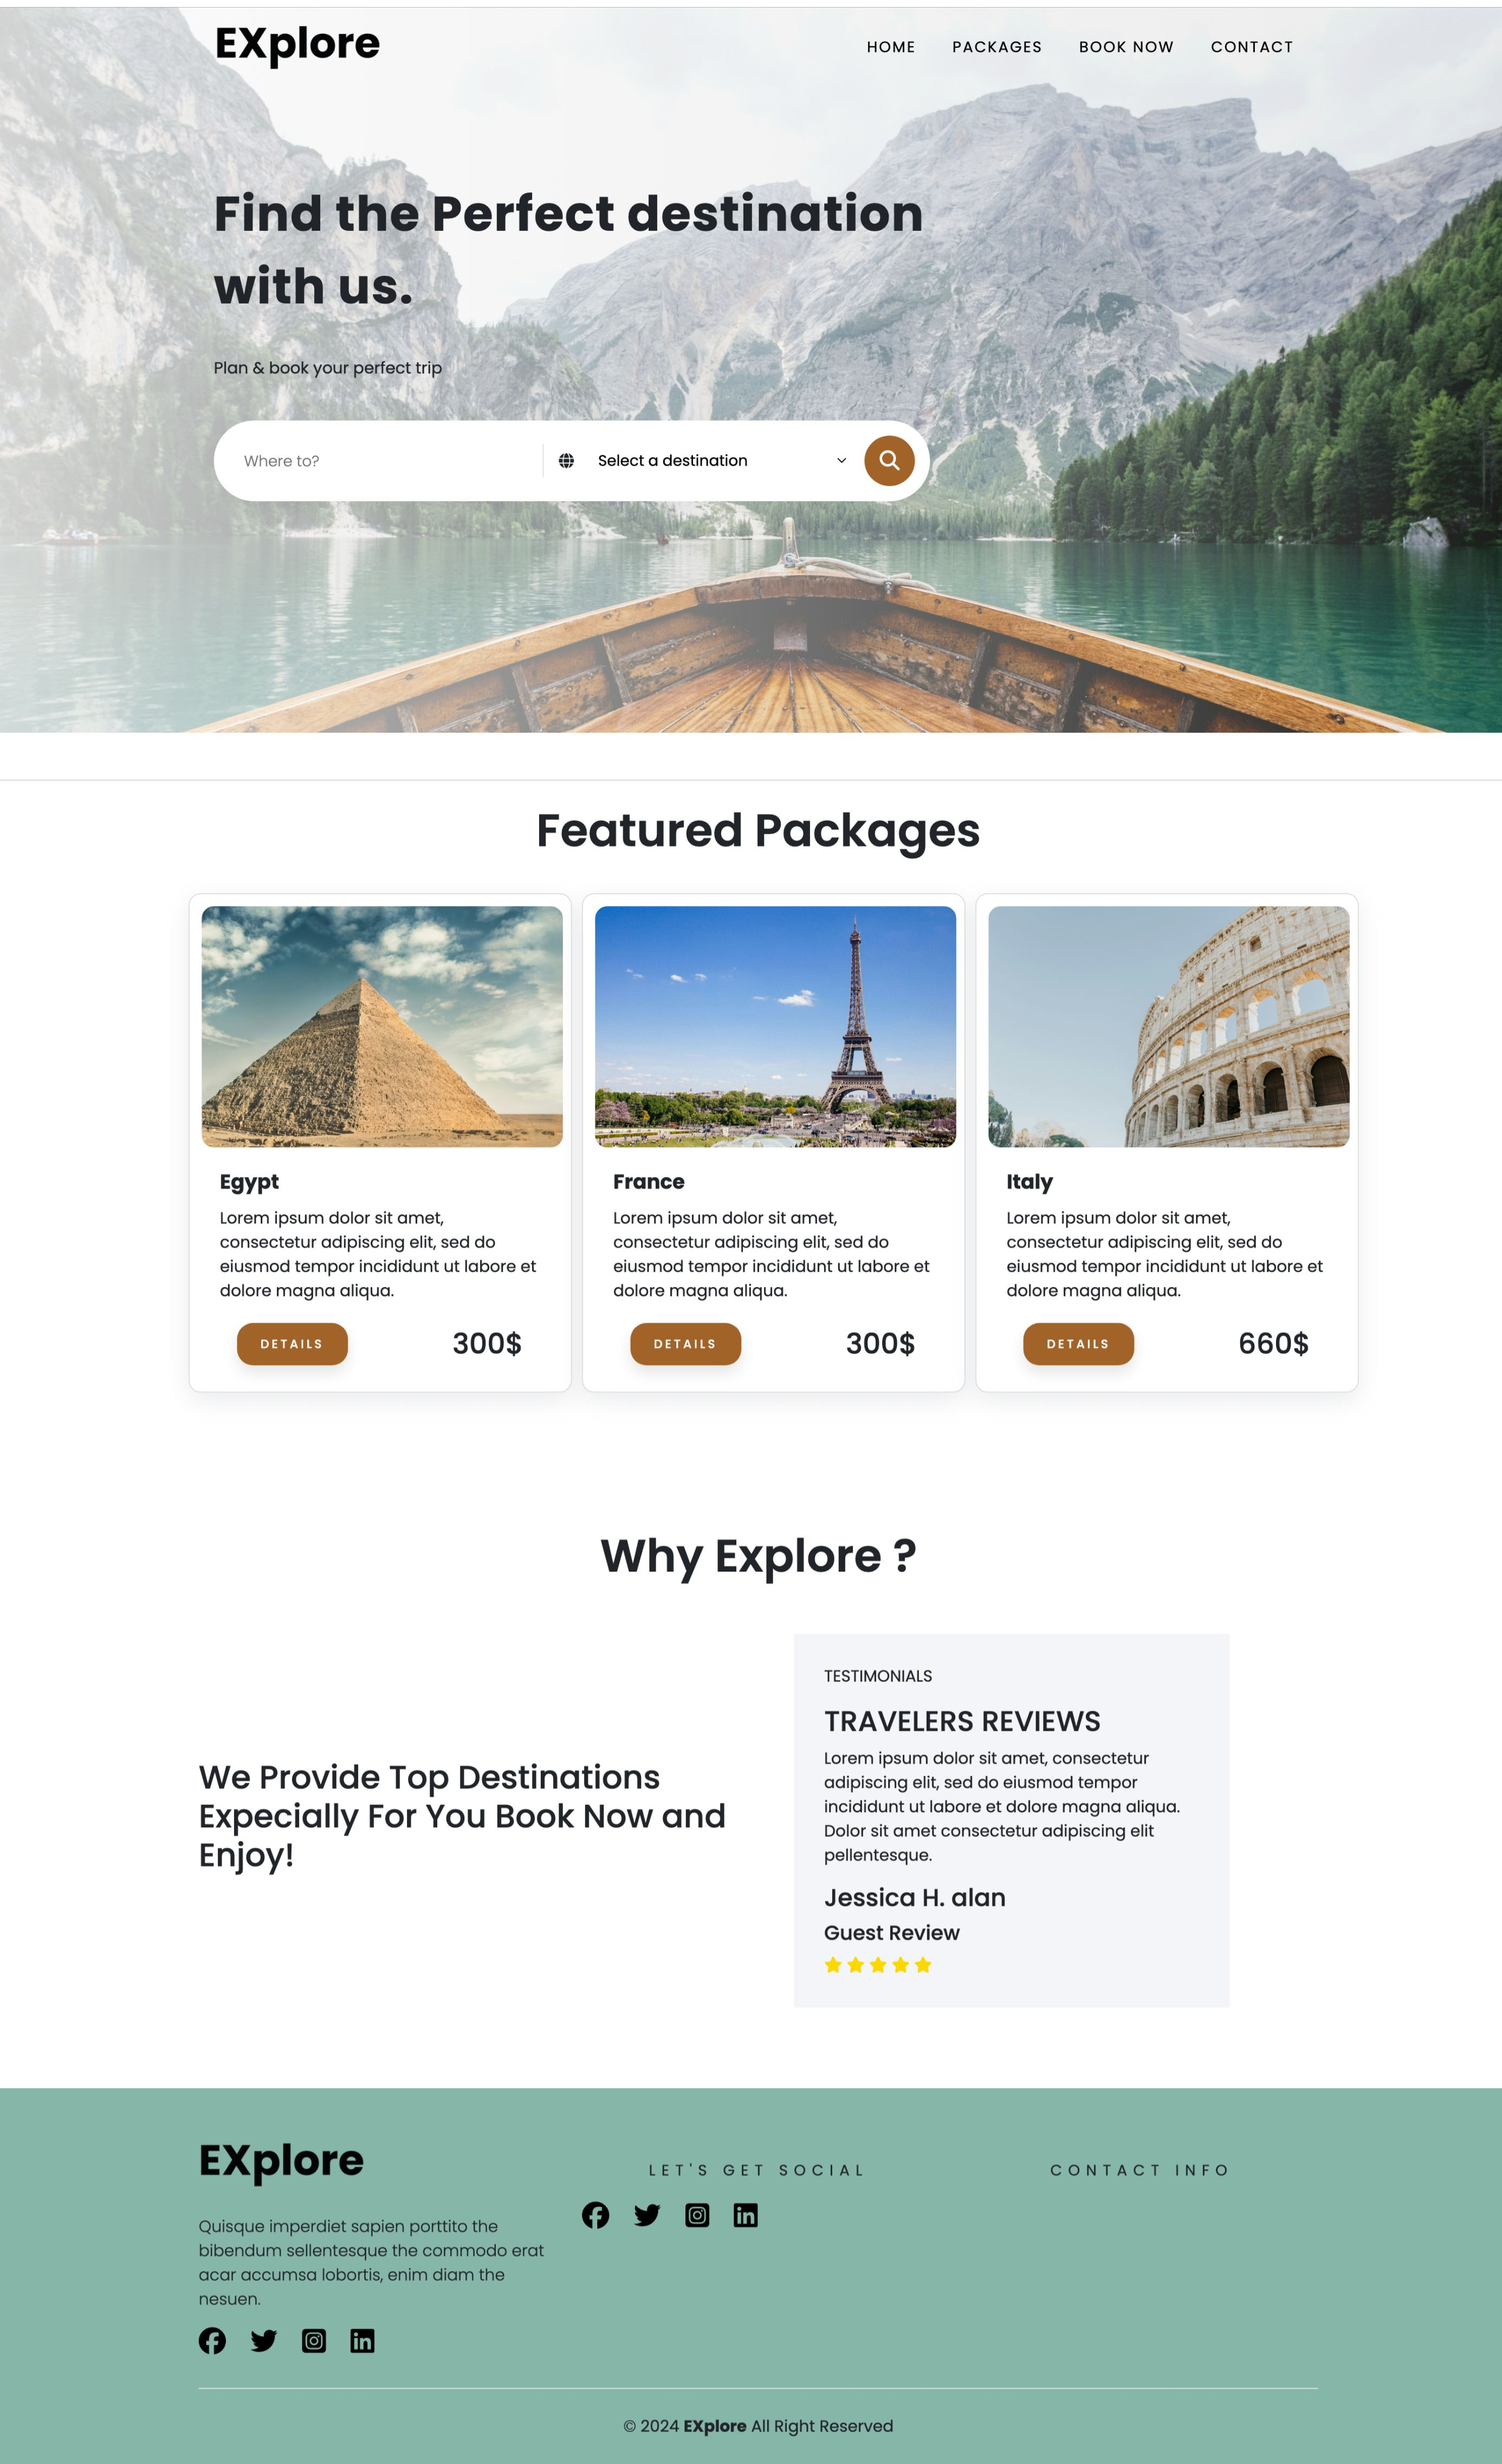 EXplore
HOME PACKAGES BOOK NOW CONTACT
Find the Perfect destination
with us.
Plan & book your perfect trip
Where to? Select a destination
Featured Packages
Egypt
Lorem ipsum dolor sit amet,
consectetur adipiscing elit, sed do
eiusmod tempor incididunt ut labore et
dolore magna aliqua.
DETAILS 300$
France
Lorem ipsum dolor sit amet,
consectetur adipiscing elit, sed do
eiusmod tempor incididunt ut labore et
dolore magna aliqua.
DETAILS 300$
Italy
Lorem ipsum dolor sit amet,
consectetur adipiscing elit, sed do
eiusmod tempor incididunt ut labore et
dolore magna aliqua.
DETAILS 660$
Why Explore ?
We Provide Top Destinations
Expecially For You Book Now and
Enjoy!
TESTIMONIALS
TRAVELERS REVIEWS
Lorem ipsum dolor sit amet, consectetur
adipiscing elit, sed do eiusmod tempor
incididunt ut labore et dolore magna aliqua.
Dolor sit amet consectetur adipiscing elit
pellentesque.
Jessica H. alan
Guest Review
EXplore
Quisque imperdiet sapien porttito the
bibendum sellentesque the commodo erat
acar accumsa lobortis, enim diam the
nesuen.
LET'S GET SOCIAL
CONTACT INFO
© 2024 EXplore All Right Reserved